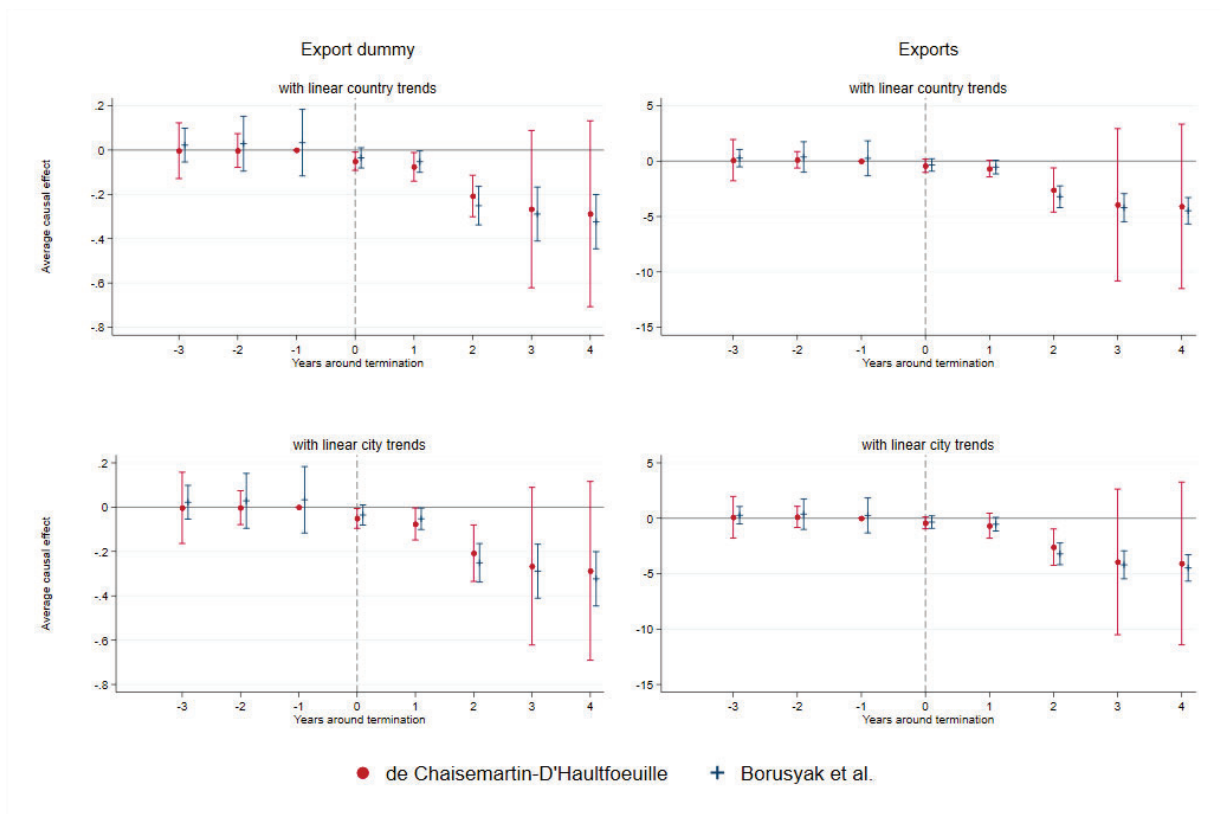 Export dummy
Exports
with linear country trends
with linear country trends
Average causal effect
.2
0
-.2
-.4
-.6
-.8
-3 -2 -1 0 1 2 3 4
Years around termination
5
0
-5
-10
-15
-3 -2 -1 0 1 2 3 4
Years around termination
with linear city trends
with linear city trends
Average causal effect
.2
0
-.2
-.4
-.6
-.8
-3 -2 -1 0 1 2 3 4
Years around termination
5
0
-5
-10
-15
-3 -2 -1 0 1 2 3 4
Years around termination
de Chaisemartin-D'Haultfoeuille
Borusyak et al.